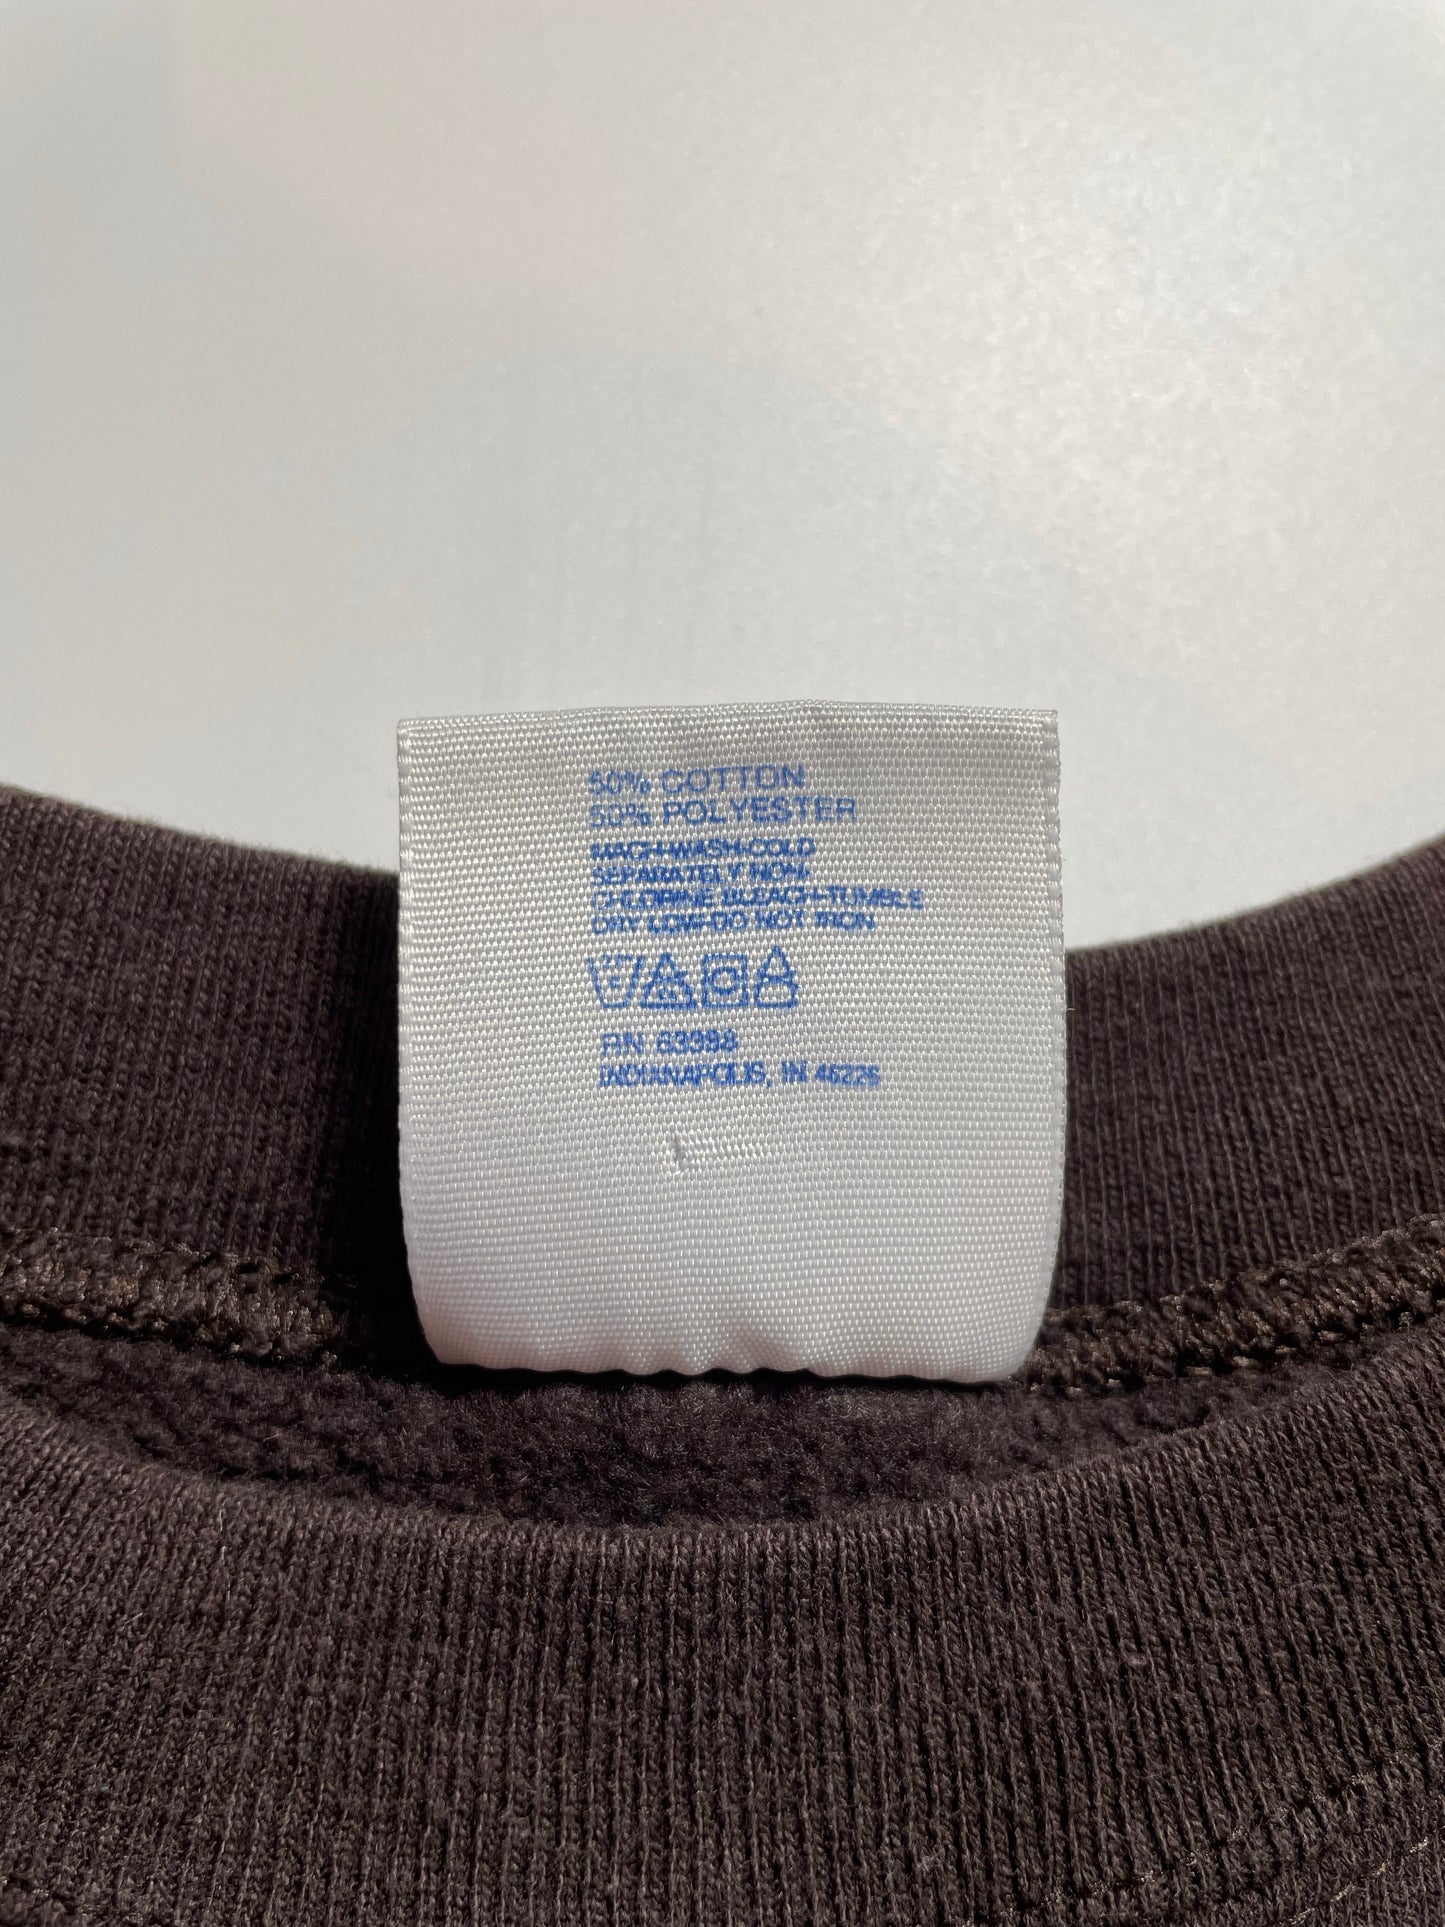 50% COTTON
50% POLYESTER
MACH-WASH-COLD
SEPARATELY NON-
CHLORINE BLEACH-TUMBLE
DRY LOW-DO NOT IRON
RN 63398
INDIANAPOLIS, IN 46226